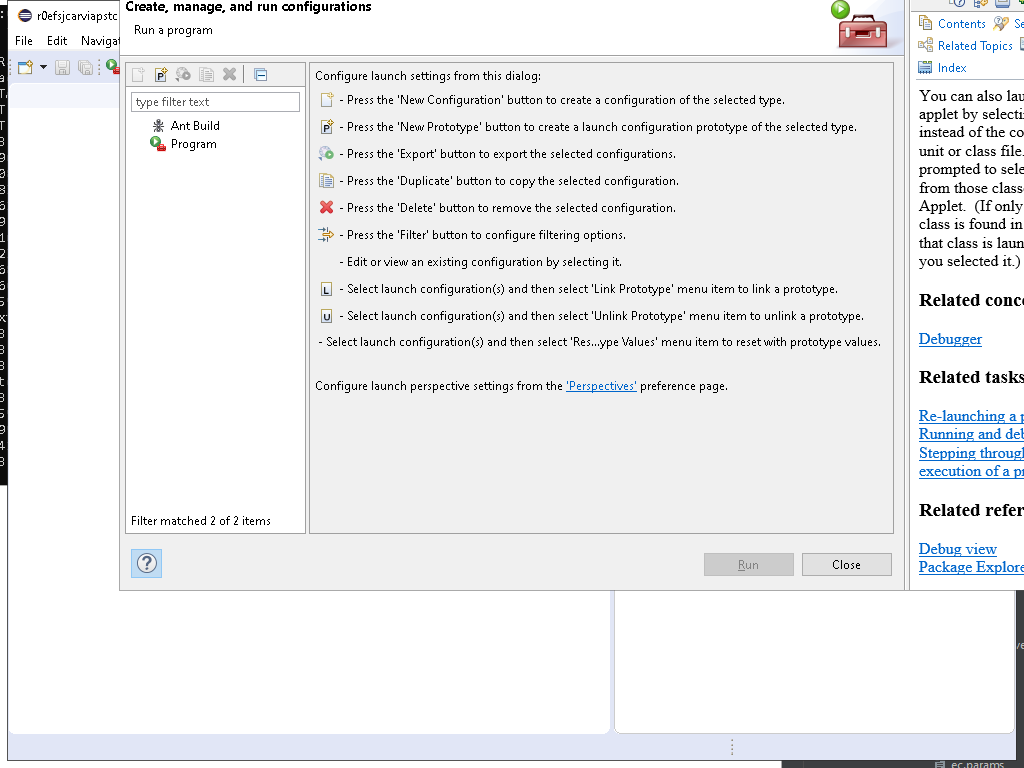 r0efsjcarviapstc
File Edit Navigat
Create, manage, and run configurations
Run a program
type filter text
Ant Build
Program
Filter matched 2 of 2 items
Configure launch settings from this dialog:
- Press the 'New Configuration' button to create a configuration of the selected type.
P - Press the 'New Prototype' button to create a launch configuration prototype of the selected type.
- Press the 'Export' button to export the selected configurations.
- Press the 'Duplicate' button to copy the selected configuration.
- Press the 'Delete' button to remove the selected configuration.
- Press the 'Filter' button to configure filtering options.
- Edit or view an existing configuration by selecting it.
L - Select launch configuration(s) and then select 'Link Prototype' menu item to link a prototype.
U - Select launch configuration(s) and then select 'Unlink Prototype' menu item to unlink a prototype.
- Select launch configuration(s) and then select 'Res...ype Values' menu item to reset with prototype values.
Configure launch perspective settings from the 'Perspectives' preference page.
? Run Close
Contents Se
Related Topics
Index
You can also lau
applet by selecti
instead of the co
unit or class file.
prompted to sele
from those classe
Applet. (If only
class is found in
that class is laun
you selected it.)
Related conce
Debugger
Related tasks
Re-launching a p
Running and deb
Stepping through
execution of a pr
Related refer
Debug view
Package Explore
ec.params